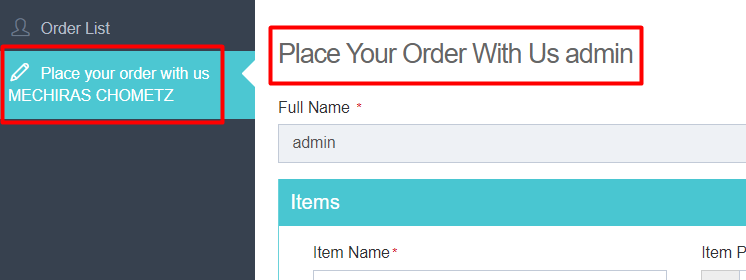 Order List
Place your order with us
MECHIRAS CHOMETZ
Place Your Order With Us admin
Full Name *
admin
Items
Item Name*
Item P